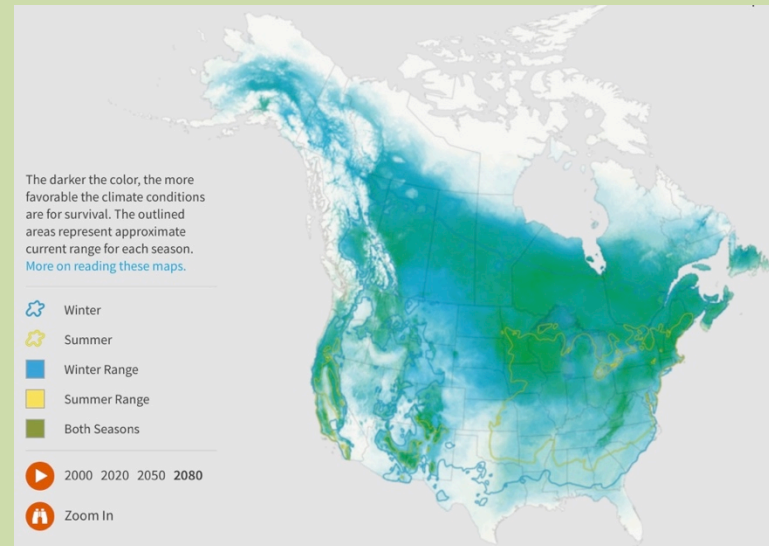 The darker the color, the more
favorable the climate conditions
are for survival. The outlined
areas represent approximate
current range for each season.
More on reading these maps.
Winter
Summer
Winter Range
Summer Range
Both Seasons
2000 2020 2050 2080
Zoom In